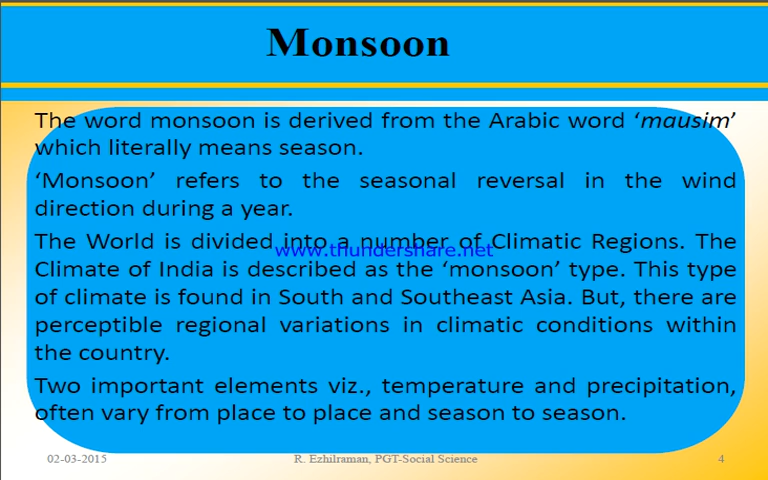 Monsoon
The word monsoon is derived from the Arabic word ‘mausim’
which literally means season.
‘Monsoon’ refers to the seasonal reversal in the wind
direction during a year.
The World is divided into a number of Climatic Regions. The
www.thundershare.net
Climate of India is described as the ‘monsoon’ type. This type
of climate is found in South and Southeast Asia. But, there are
perceptible regional variations in climatic conditions within
the country.
Two important elements viz., temperature and precipitation,
often vary from place to place and season to season.
02-03-2015 R. Ezhilraman, PGT-Social Science 4